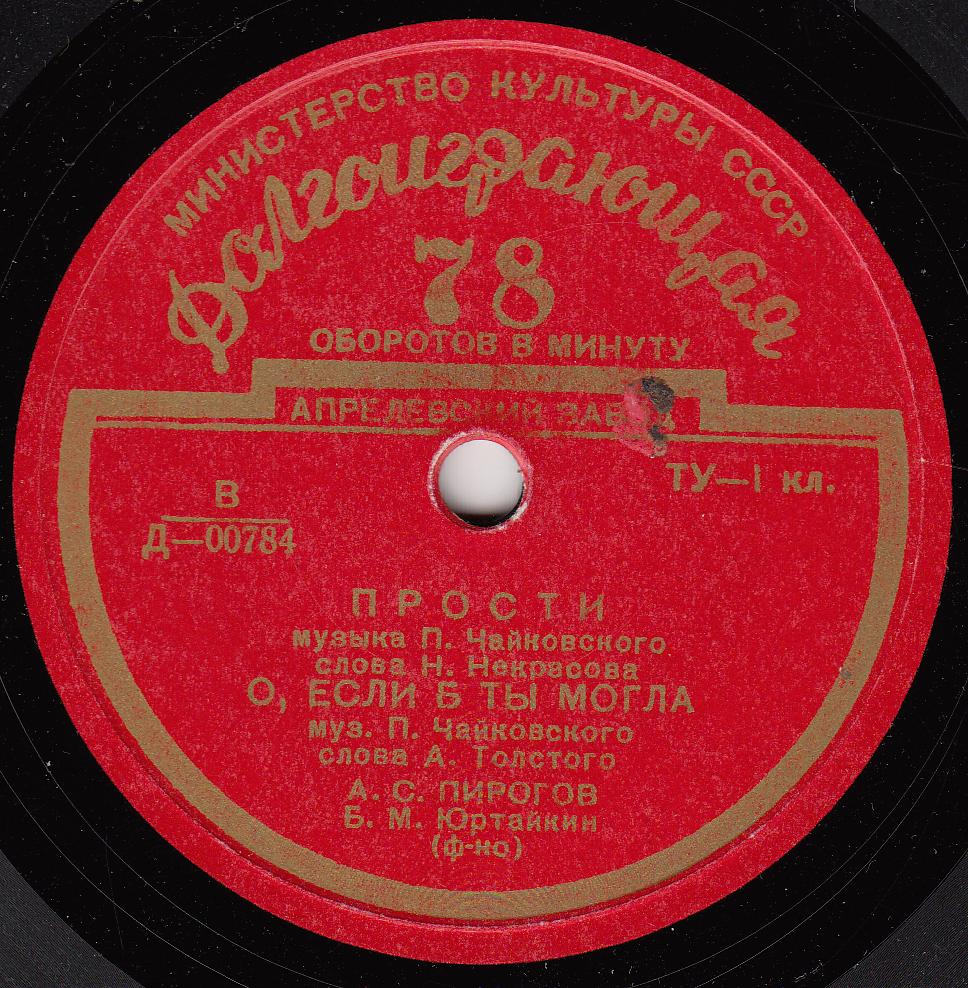 МИНИСТЕРСТВО КУЛЬТУРЫ СССР
Долгоиграющая
78
ОБОРОТОВ В МИНУТУ
АПРЕЛЕВСКИЙ ЗАВОД
ТУ—I кл.
В
Д—00784
ПРОСТИ
музыка П. Чайковского
слова Н. Некрасова
О, ЕСЛИ Б ТЫ МОГЛА
муз. П. Чайковского
слова А. Толстого
А. С. ПИРОГОВ
Б. М. Юртайкин
(ф-но)